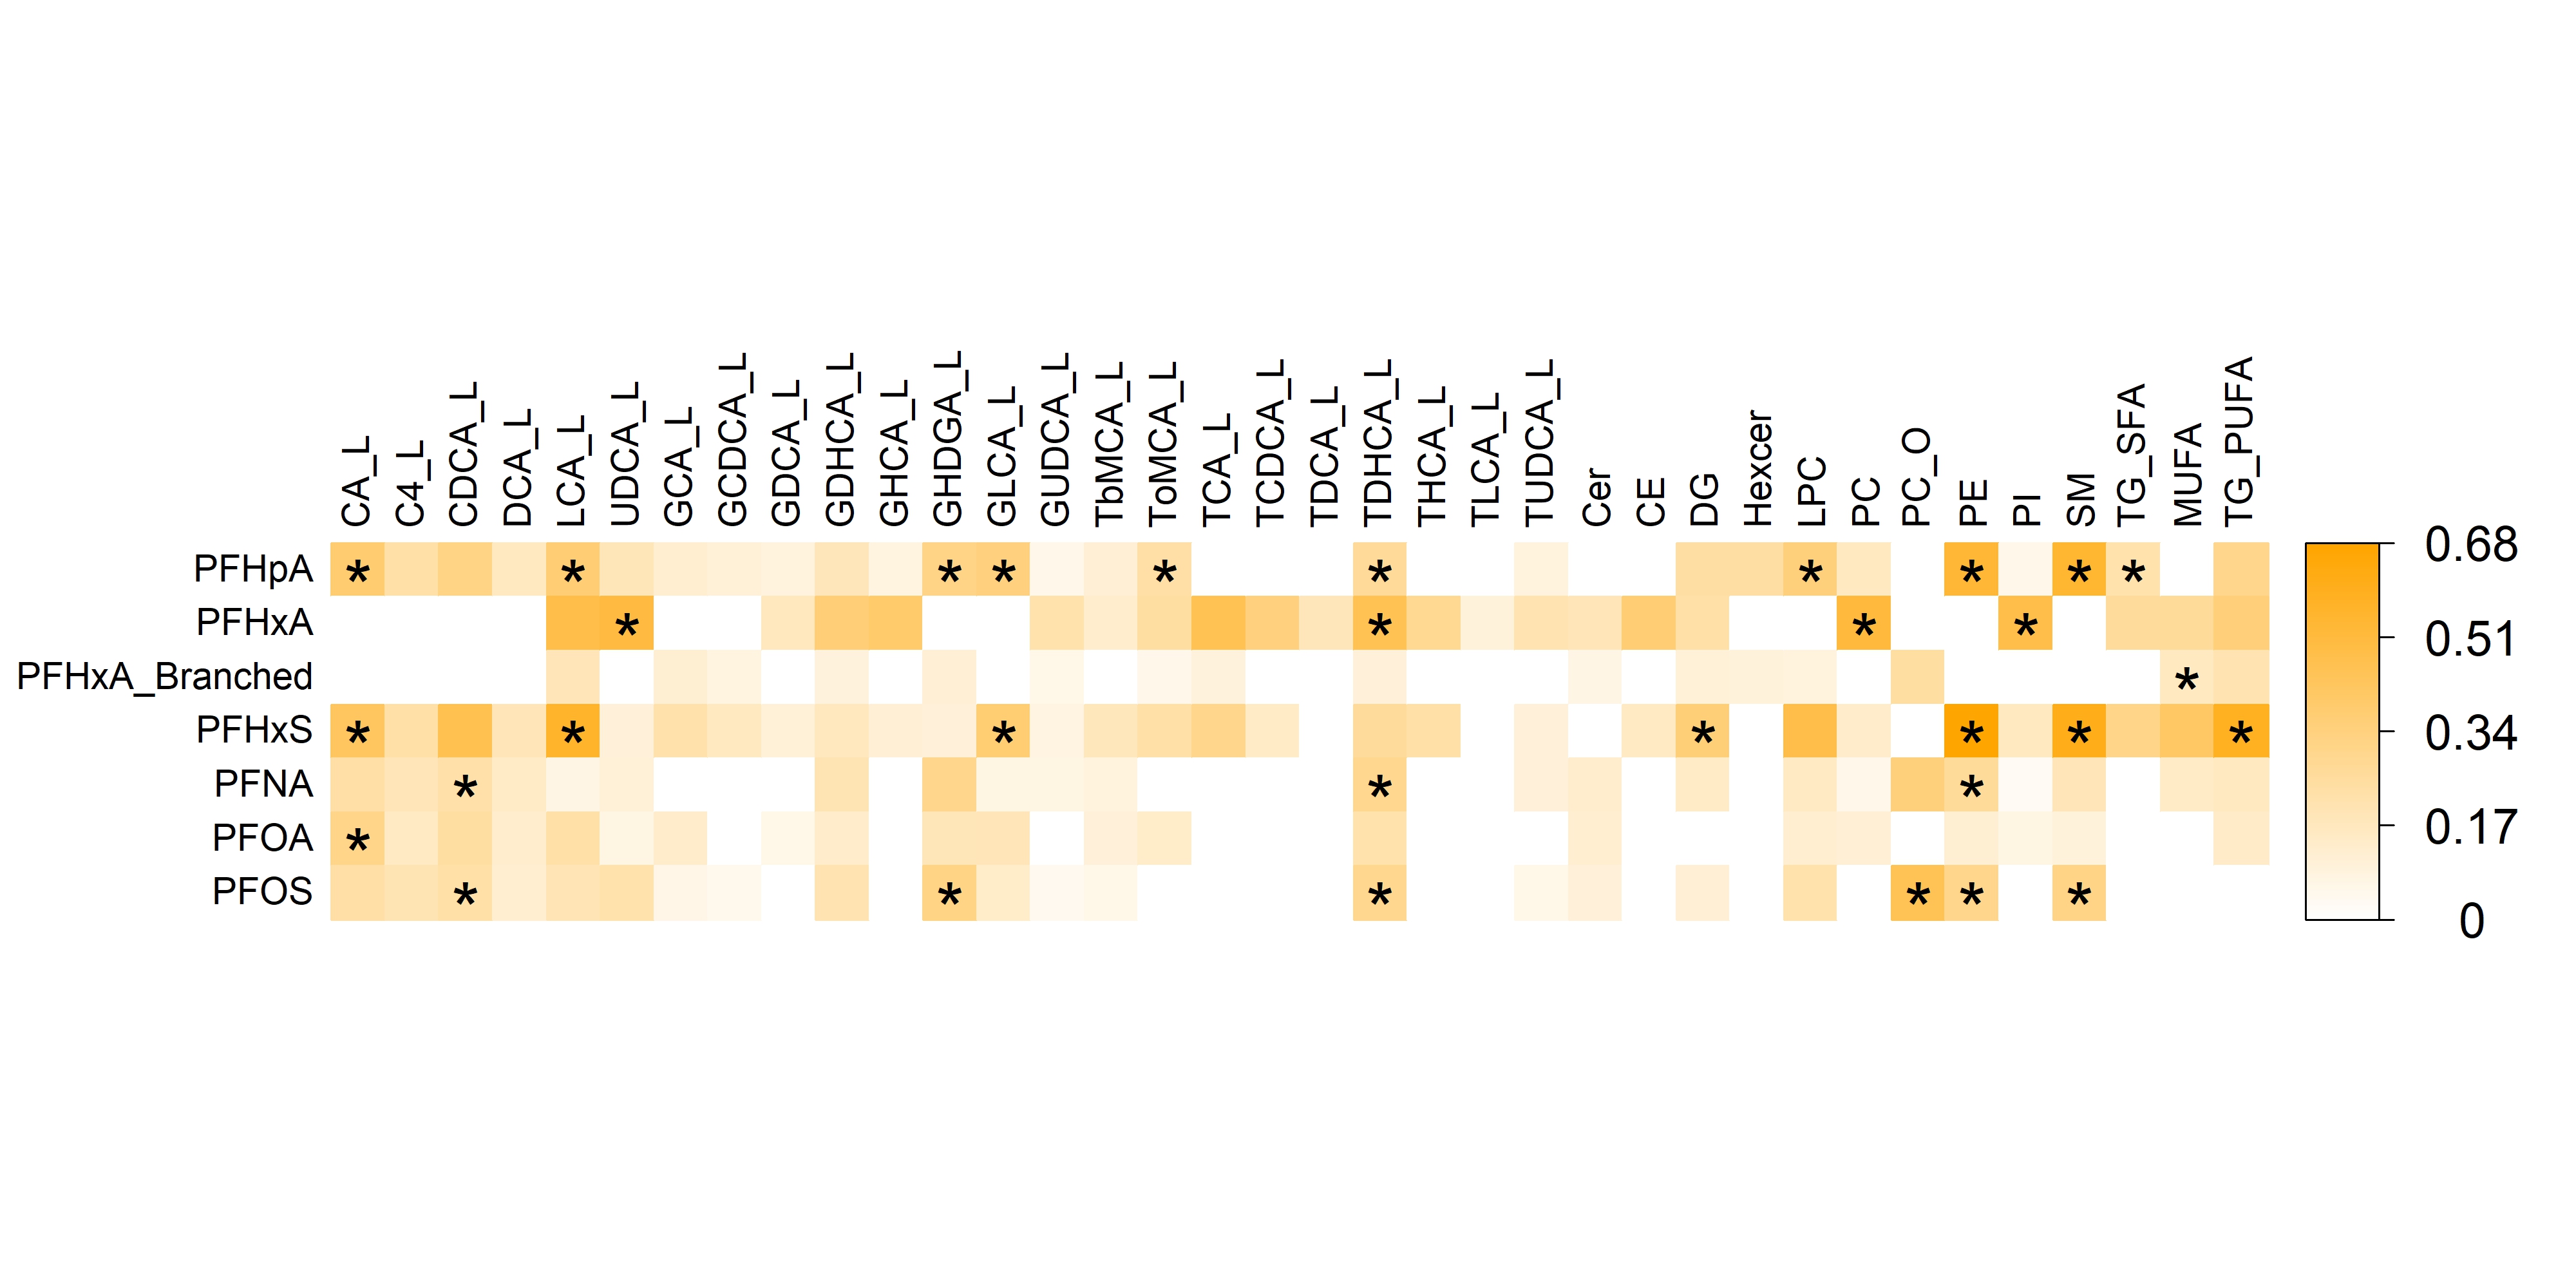 CA_L
C4_L
CDCA_L
DCA_L
LCA_L
UDCA_L
GCA_L
GCDCA_L
GDCA_L
GDHCA_L
GHCA_L
GHDGA_L
GLCA_L
GUDCA_L
TbMCA_L
ToMCA_L
TCA_L
TCDCA_L
TDCA_L
TDHCA_L
THCA_L
TLCA_L
TUDCA_L
Cer
CE
DG
Hexcer
LPC
PC
PC_O
PE
PI
SM
TG_SFA
MUFA
TG_PUFA
PFHpA * * * * * * * * * *
PFHxA * * * *
PFHxA_Branched *
PFHxS * * * * * * *
PFNA * * *
PFOA *
PFOS * * * * * *
0.68
0.51
0.34
0.17
0